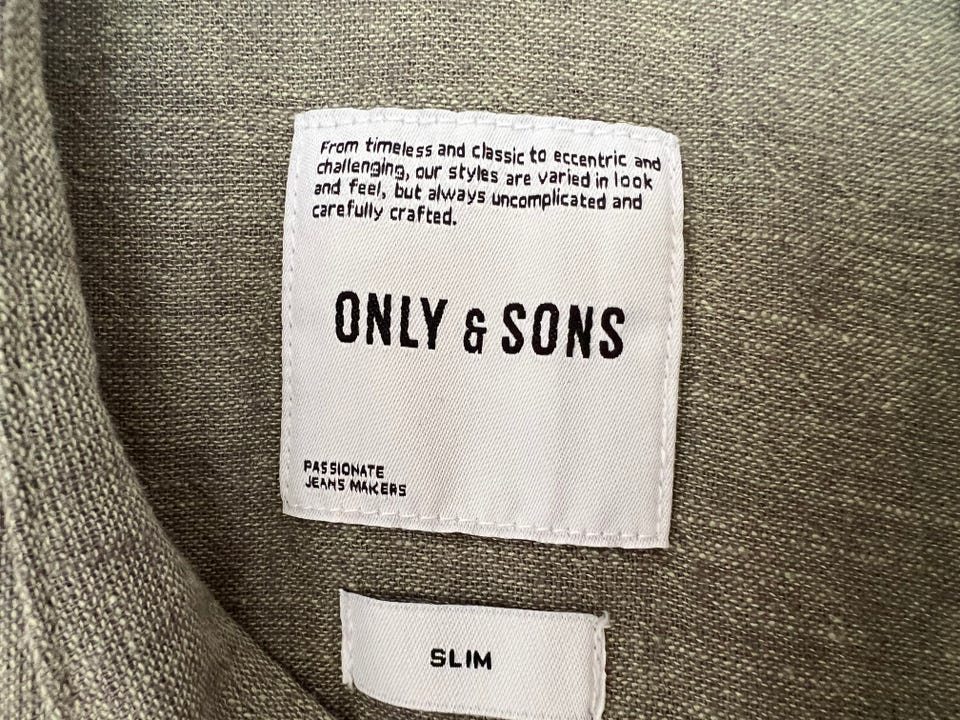 From timeless and classic to eccentric and
challenging, our styles are varied in look
and feel, but always uncomplicated and
carefully crafted.
ONLY & SONS
PASSIONATE
JEANS MAKERS
SLIM